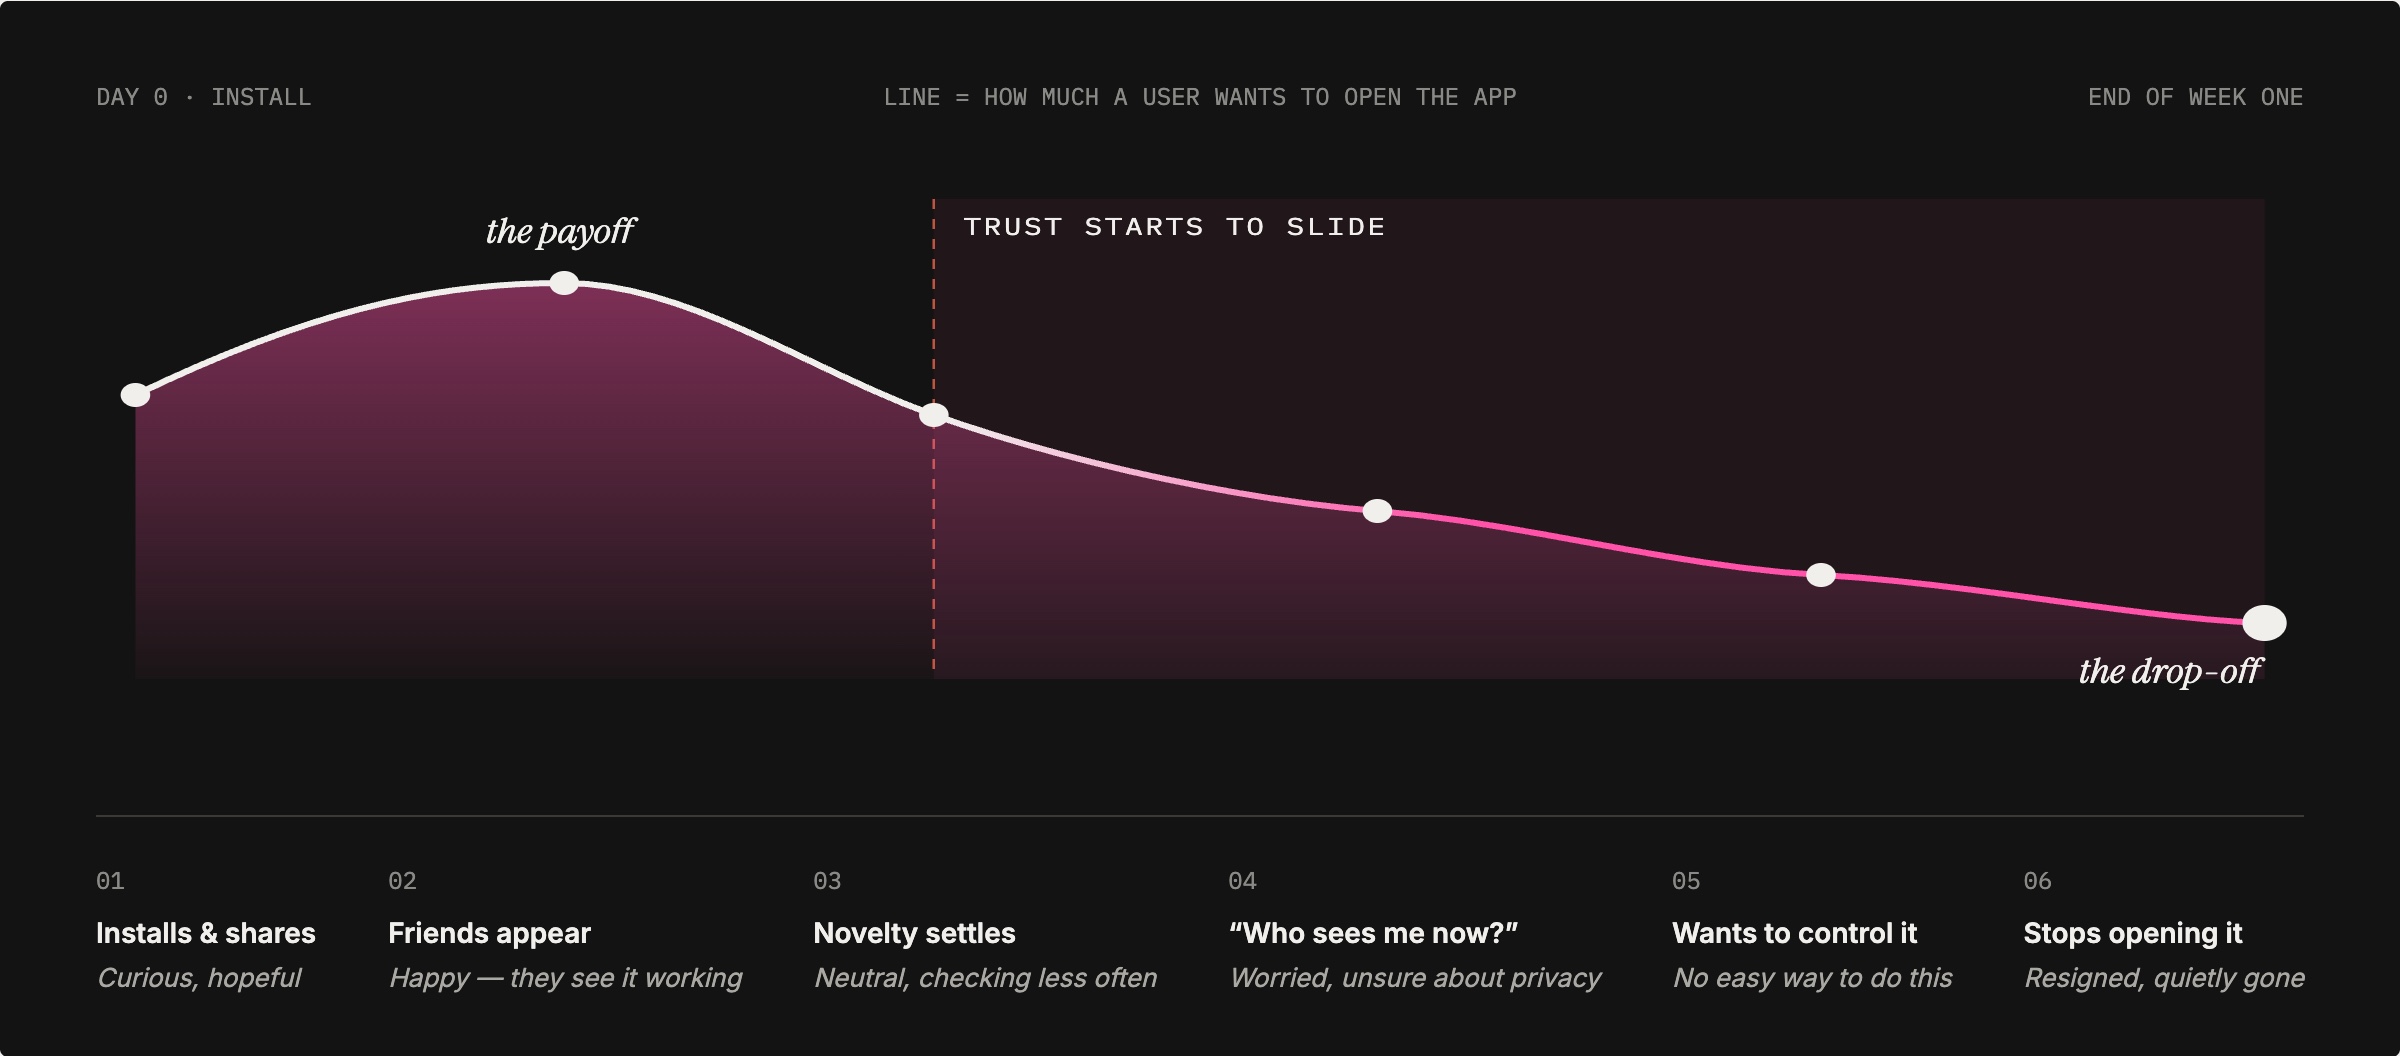 DAY 0 · INSTALL
LINE = HOW MUCH A USER WANTS TO OPEN THE APP
END OF WEEK ONE
the payoff
TRUST STARTS TO SLIDE
the drop-off
01
Installs & shares
Curious, hopeful
02
Friends appear
Happy — they see it working
03
Novelty settles
Neutral, checking less often
04
“Who sees me now?”
Worried, unsure about privacy
05
Wants to control it
No easy way to do this
06
Stops opening it
Resigned, quietly gone